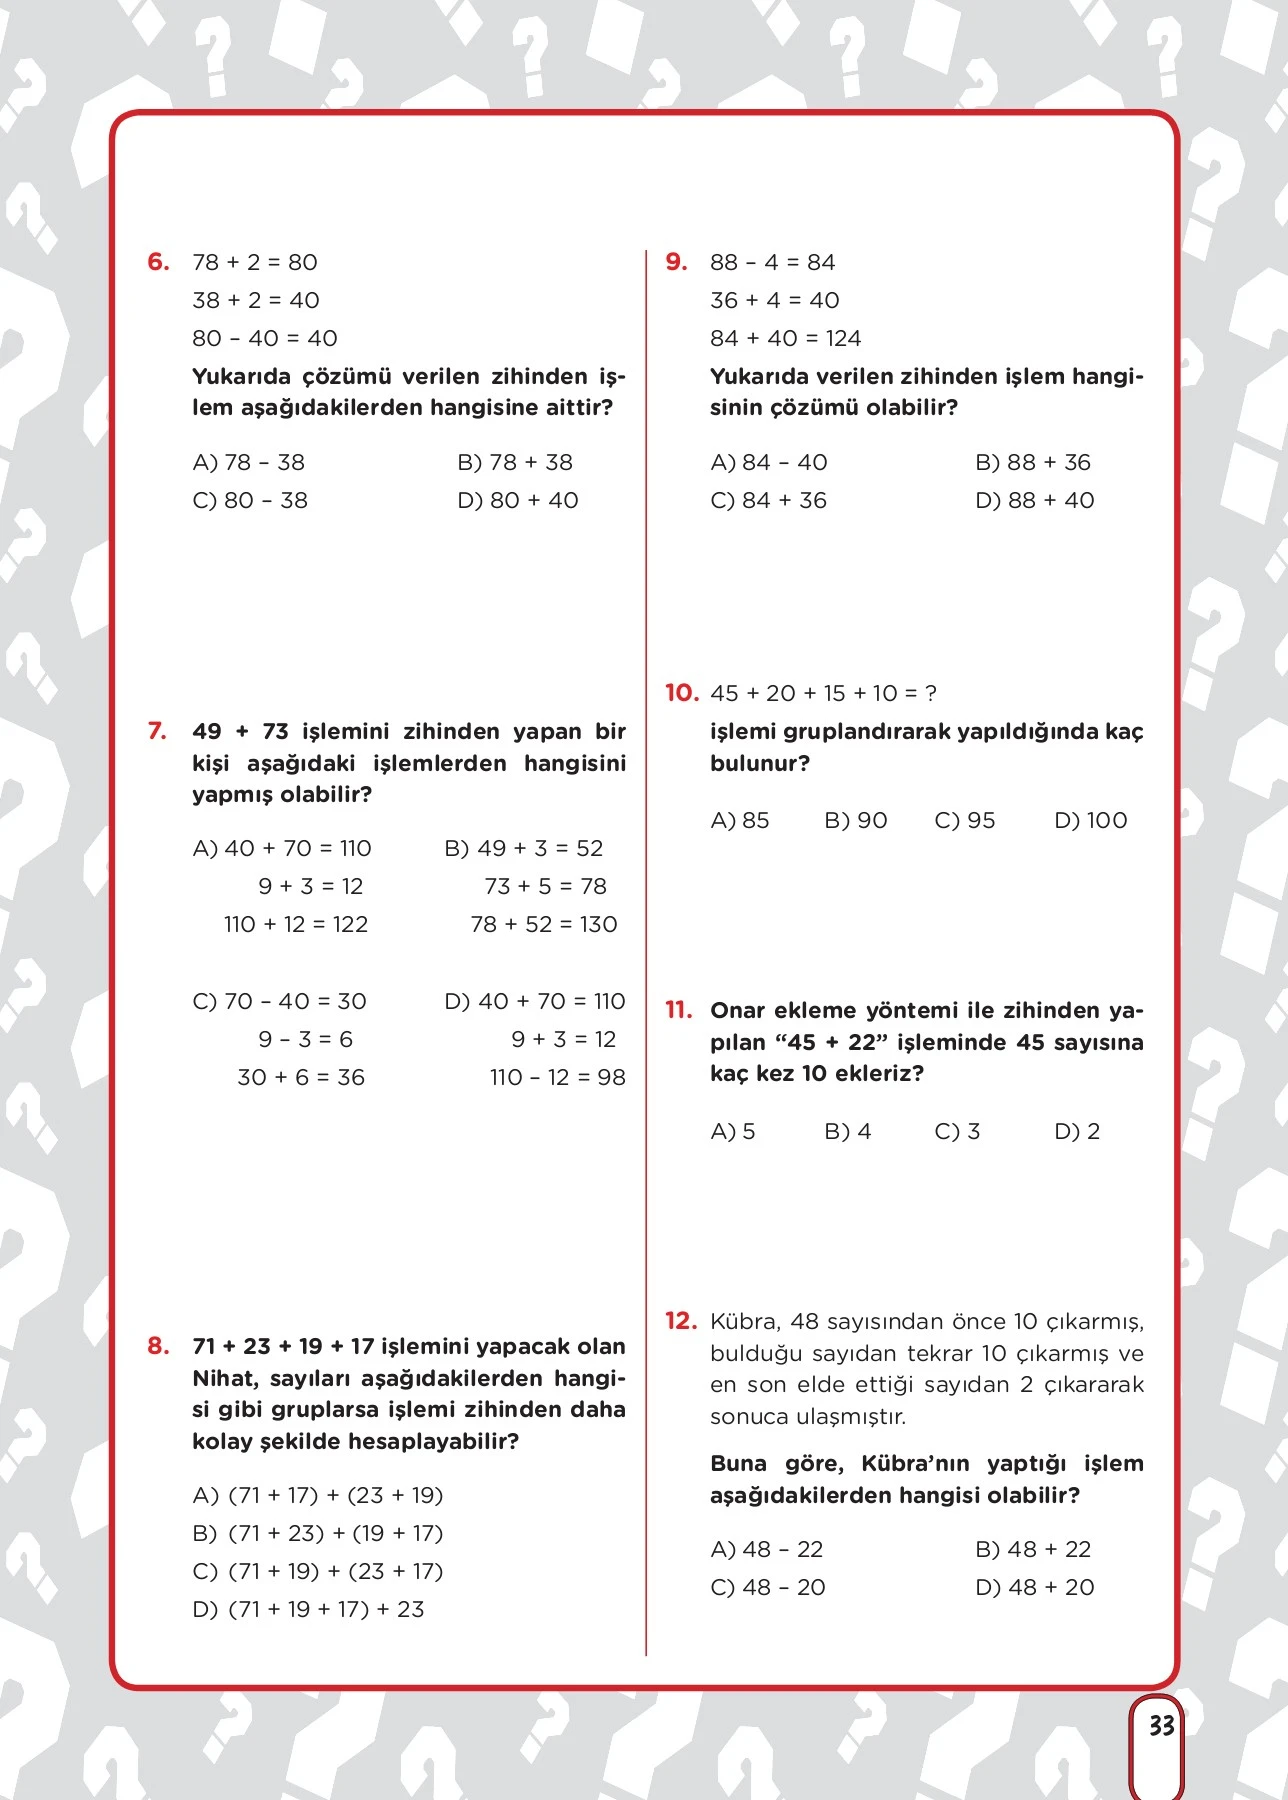 6. 78 + 2 = 80
38 + 2 = 40
80 – 40 = 40
Yukarıda çözümü verilen zihinden iş-
lem aşağıdakilerden hangisine aittir?
A) 78 – 38 B) 78 + 38
C) 80 – 38 D) 80 + 40
7. 49 + 73 işlemini zihinden yapan bir
kişi aşağıdaki işlemlerden hangisini
yapmış olabilir?
A) 40 + 70 = 110 B) 49 + 3 = 52
9 + 3 = 12 73 + 5 = 78
110 + 12 = 122 78 + 52 = 130
C) 70 – 40 = 30 D) 40 + 70 = 110
9 – 3 = 6 9 + 3 = 12
30 + 6 = 36 110 – 12 = 98
8. 71 + 23 + 19 + 17 işlemini yapacak olan
Nihat, sayıları aşağıdakilerden hangi-
si gibi gruplarsa işlemi zihinden daha
kolay şekilde hesaplayabilir?
A) (71 + 17) + (23 + 19)
B) (71 + 23) + (19 + 17)
C) (71 + 19) + (23 + 17)
D) (71 + 19 + 17) + 23
9. 88 – 4 = 84
36 + 4 = 40
84 + 40 = 124
Yukarıda verilen zihinden işlem hangi-
sinin çözümü olabilir?
A) 84 – 40 B) 88 + 36
C) 84 + 36 D) 88 + 40
10. 45 + 20 + 15 + 10 = ?
işlemi gruplandırarak yapıldığında kaç
bulunur?
A) 85 B) 90 C) 95 D) 100
11. Onar ekleme yöntemi ile zihinden ya-
pılan “45 + 22” işleminde 45 sayısına
kaç kez 10 ekleriz?
A) 5 B) 4 C) 3 D) 2
12. Kübra, 48 sayısından önce 10 çıkarmış,
bulduğu sayıdan tekrar 10 çıkarmış ve
en son elde ettiği sayıdan 2 çıkararak
sonuca ulaşmıştır.
Buna göre, Kübra’nın yaptığı işlem
aşağıdakilerden hangisi olabilir?
A) 48 – 22 B) 48 + 22
C) 48 – 20 D) 48 + 20
33